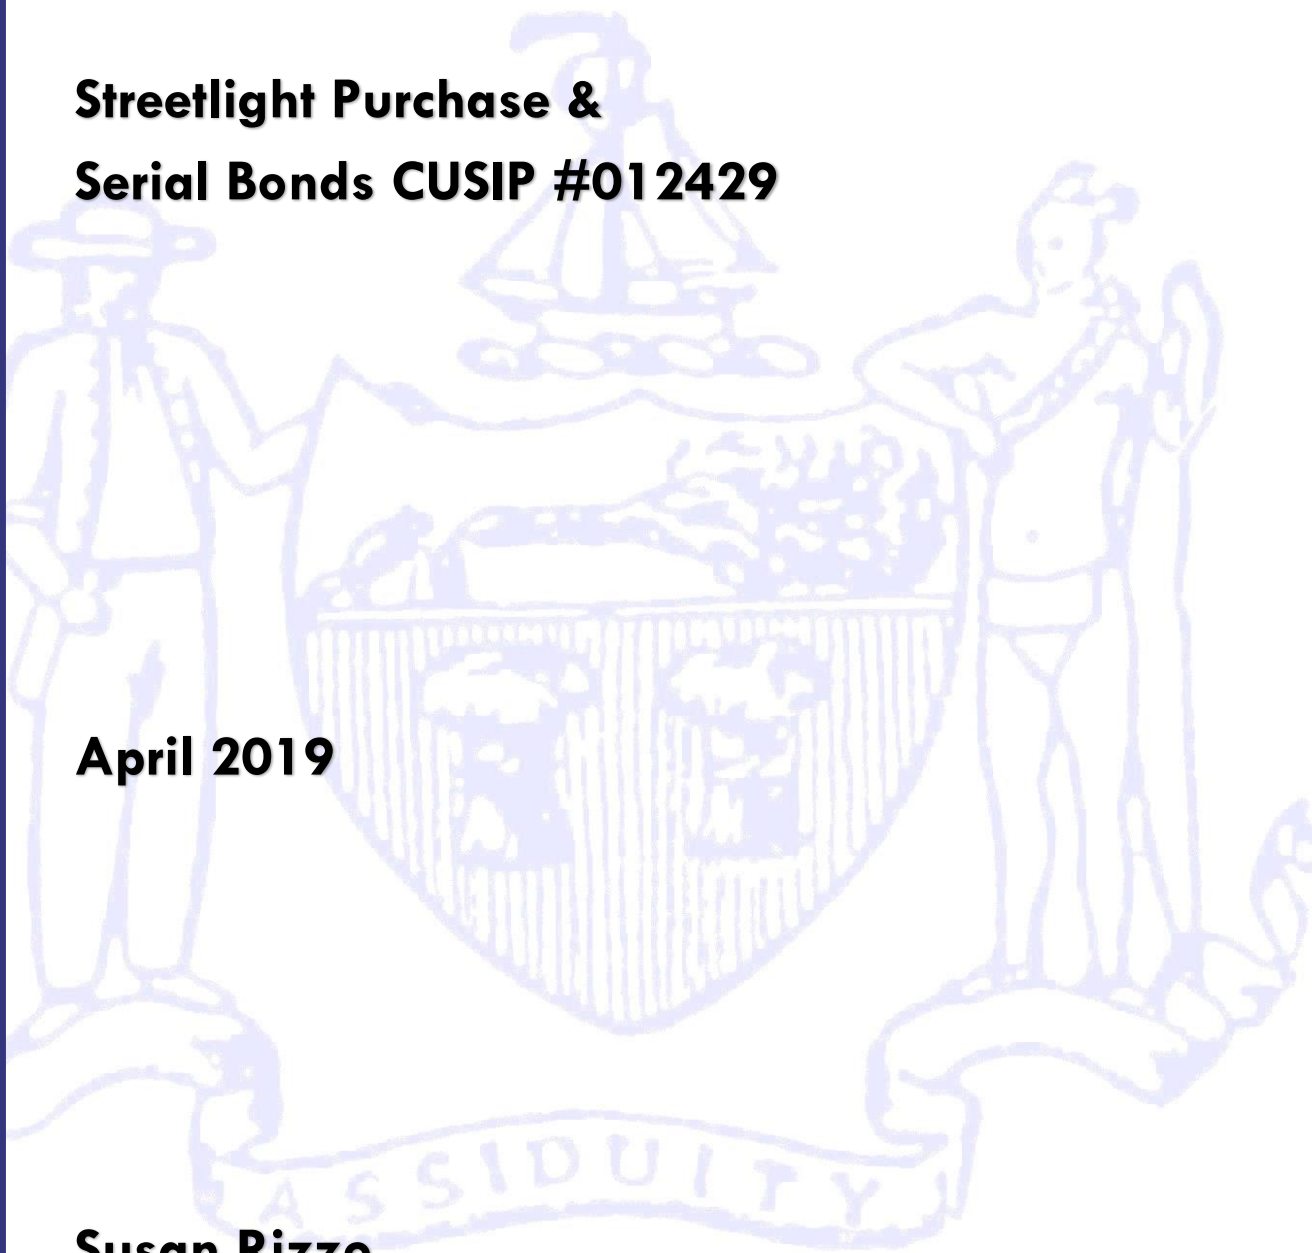 Streetlight Purchase &
Serial Bonds CUSIP #012429
April 2019
ASSIDUITY
Susan Rizzo